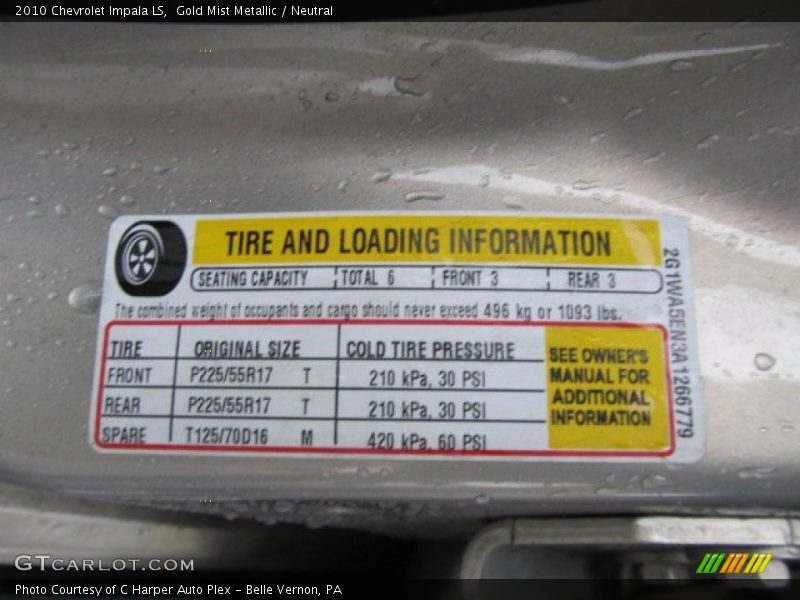 2010 Chevrolet Impala LS, Gold Mist Metallic / Neutral
TIRE AND LOADING INFORMATION
SEATING CAPACITY TOTAL 6 FRONT 3 REAR 3
The combined weight of occupants and cargo should never exceed 496 kg or 1093 lbs.
TIRE ORIGINAL SIZE COLD TIRE PRESSURE
FRONT P225/55R17 T 210 kPa, 30 PSI
REAR P225/55R17 T 210 kPa, 30 PSI
SPARE T125/70D16 M 420 kPa, 60 PSI
SEE OWNER'S
MANUAL FOR
ADDITIONAL
INFORMATION
2G1WA5EN3A1266779
GTCARLOT.COM
Photo Courtesy of C Harper Auto Plex - Belle Vernon, PA